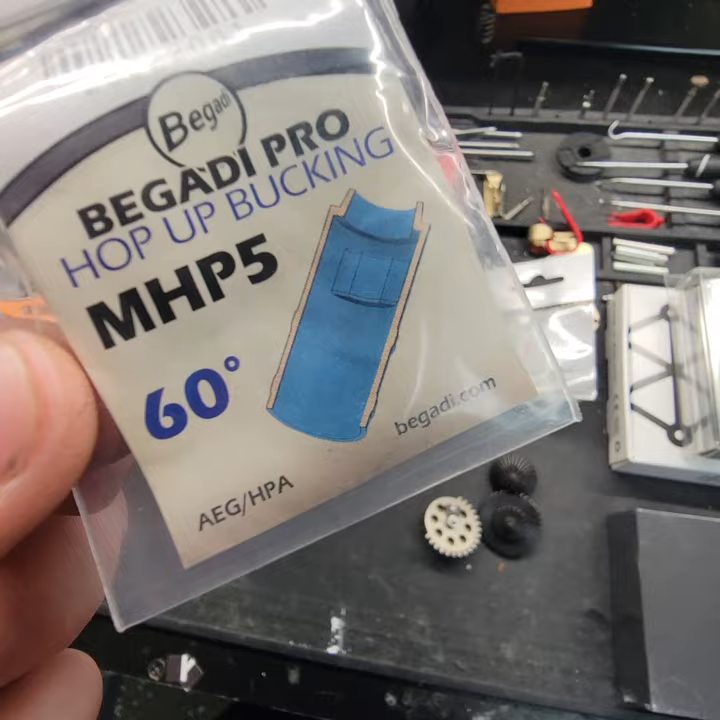 Begadi
BEGADI PRO
HOP UP BUCKING
MHP5
60°
begadi.com
AEG/HPA